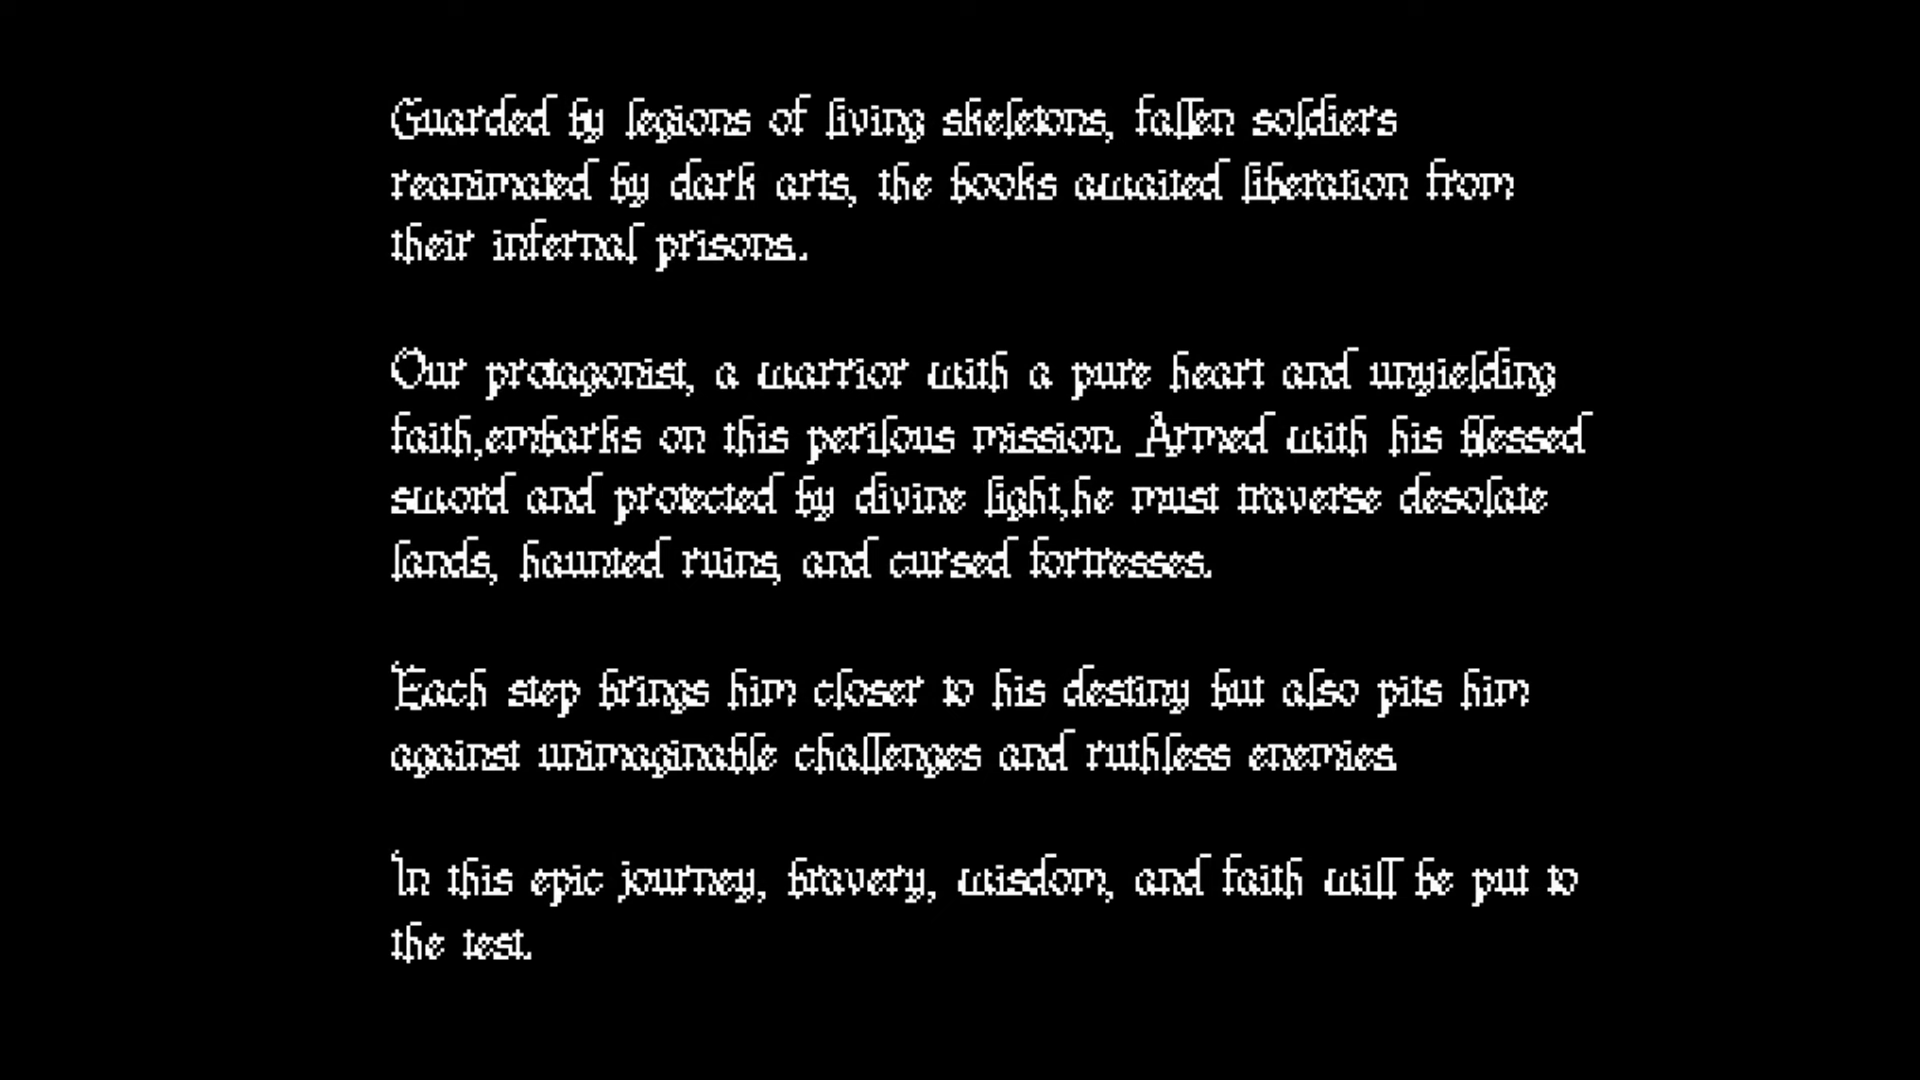 Guarded by legions of living skeletons, fallen soldiers
reanimated by dark arts, the books awaited liberation from
their infernal prisons..
Our protagonist, a warrior with a pure heart and unyielding
faith,embarks on this perilous mission. Armed with his blessed
sword and protected by divine light,he must traverse desolate
lands, haunted ruins, and cursed fortresses.
Each step brings him closer to his destiny but also pits him
against unimaginable challenges and ruthless enemies.
In this epic journey, bravery, wisdom, and faith will be put to
the test.